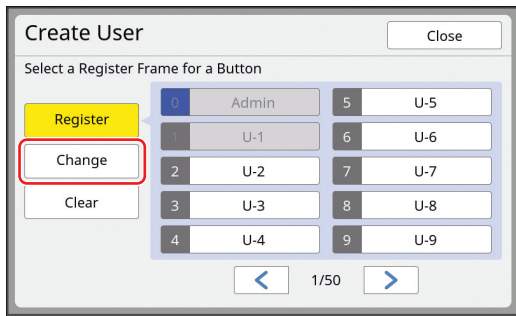 Create User
Close
Select a Register Frame for a Button
Register
Change
Clear
0 Admin
1 U-1
2 U-2
3 U-3
4 U-4
5 U-5
6 U-6
7 U-7
8 U-8
9 U-9
1/50